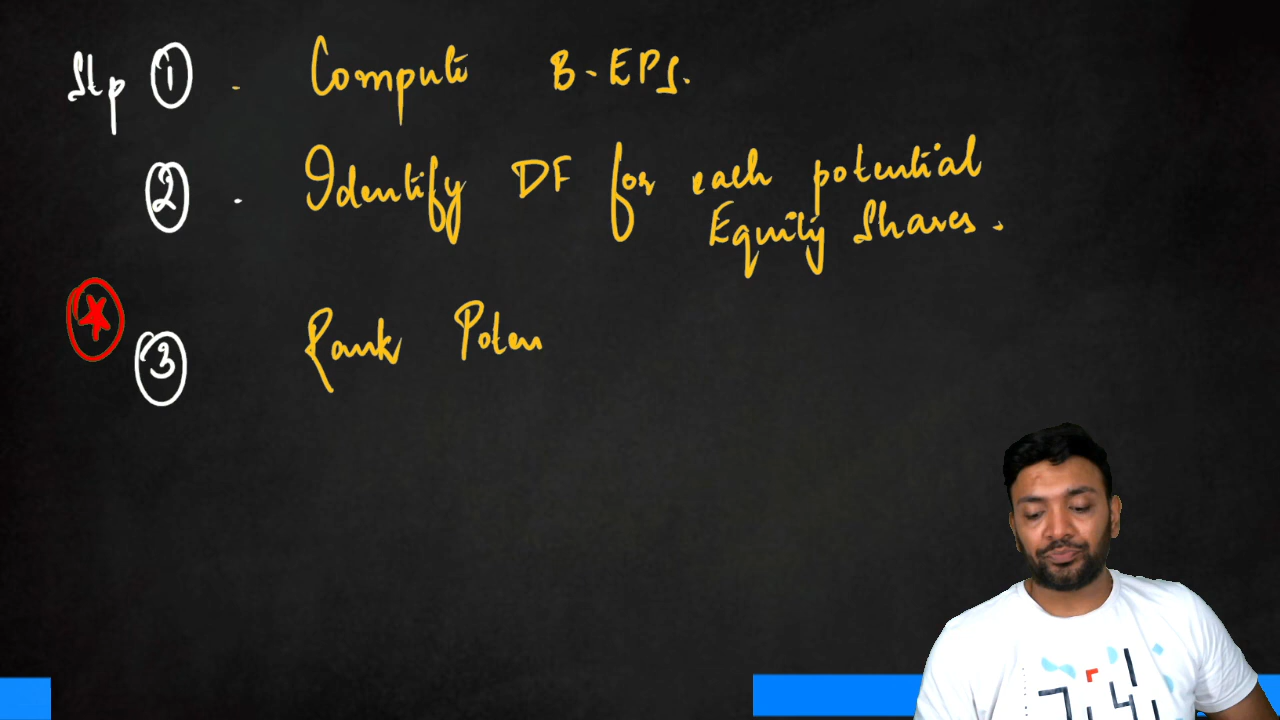 Stp ① . Compute B-EPS.
② . Identify DF for each potential
Equity Shares.
③ Rank Poten